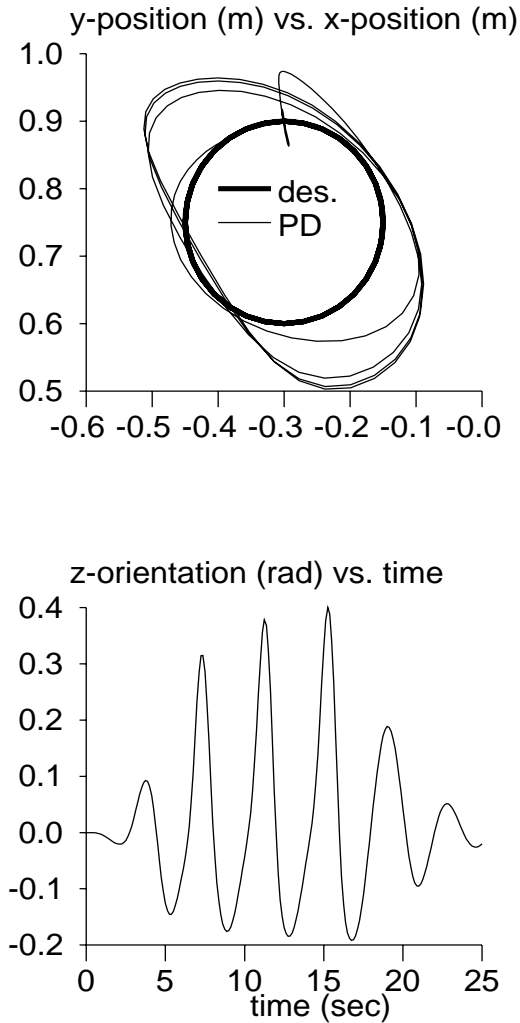 y-position (m) vs. x-position (m)
1.0
0.9
0.8
0.7
0.6
0.5
des.
PD
-0.6 -0.5 -0.4 -0.3 -0.2 -0.1 -0.0
z-orientation (rad) vs. time
0.4
0.3
0.2
0.1
0.0
-0.1
-0.2
0 5 10 15 20 25
time (sec)